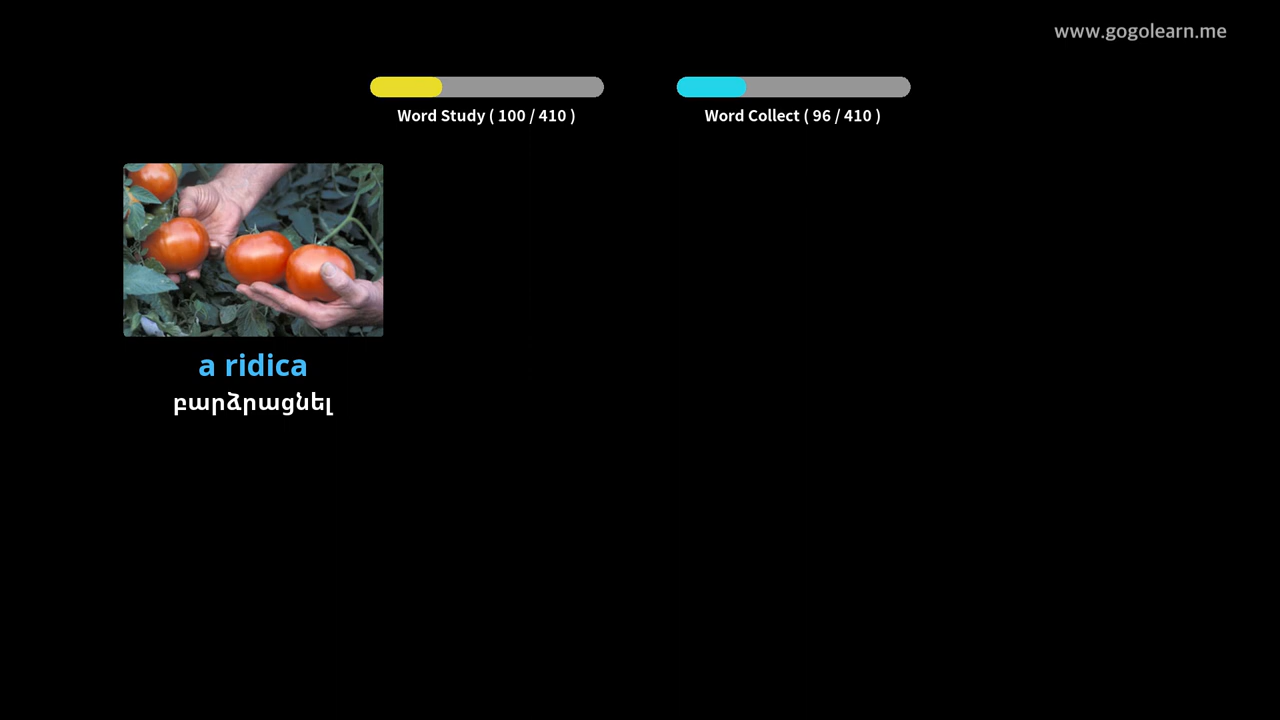 www.gogolearn.me
Word Study ( 100 / 410 )
Word Collect ( 96 / 410 )
a ridica
բարձրացնել